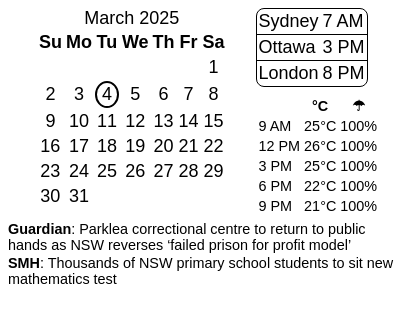 March 2025
Su Mo Tu We Th Fr Sa
1
2 3 4 5 6 7 8
9 10 11 12 13 14 15
16 17 18 19 20 21 22
23 24 25 26 27 28 29
30 31
Sydney 7 AM
Ottawa 3 PM
London 8 PM
°C ☂
9 AM 25°C 100%
12 PM 26°C 100%
3 PM 25°C 100%
6 PM 22°C 100%
9 PM 21°C 100%
Guardian: Parklea correctional centre to return to public
hands as NSW reverses ‘failed prison for profit model’
SMH: Thousands of NSW primary school students to sit new
mathematics test